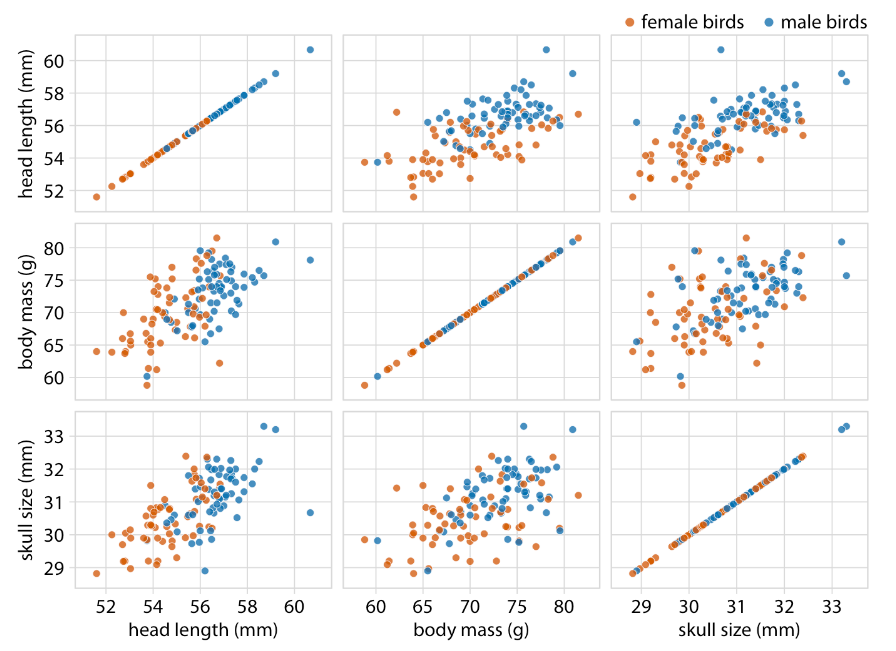 female birds male birds
head length (mm)
60
58
56
54
52
body mass (g)
80
75
70
65
60
skull size (mm)
33
32
31
30
29
52 54 56 58 60
60 65 70 75 80
29 30 31 32 33
head length (mm) body mass (g) skull size (mm)